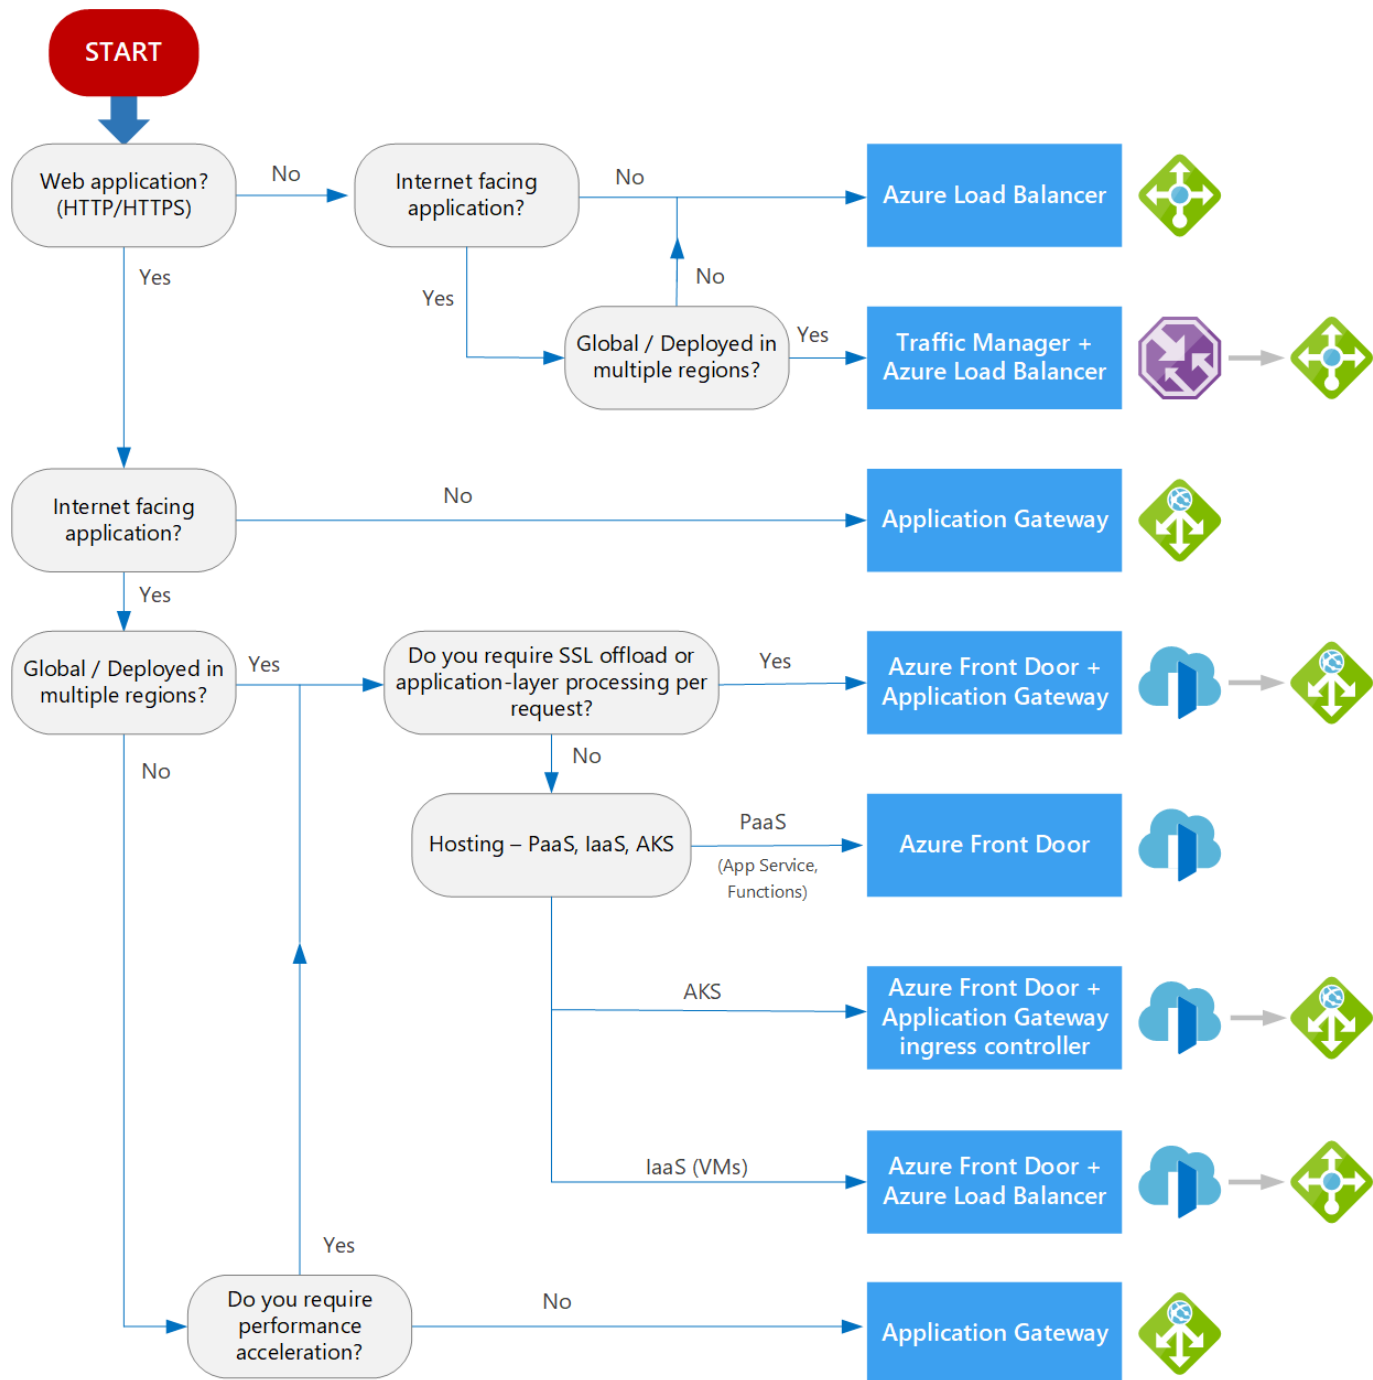 START
Web application?
(HTTP/HTTPS)
No
Internet facing
application?
No
Azure Load Balancer
Yes
Yes
No
Global / Deployed in
multiple regions?
Yes
Traffic Manager +
Azure Load Balancer
Internet facing
application?
No
Application Gateway
Yes
Global / Deployed in
multiple regions?
Yes
Do you require SSL offload or
application-layer processing per
request?
Yes
Azure Front Door +
Application Gateway
No
No
Hosting – PaaS, IaaS, AKS
PaaS
(App Service,
Functions)
Azure Front Door
AKS
Azure Front Door +
Application Gateway
ingress controller
IaaS (VMs)
Azure Front Door +
Azure Load Balancer
Yes
Do you require
performance
acceleration?
No
Application Gateway